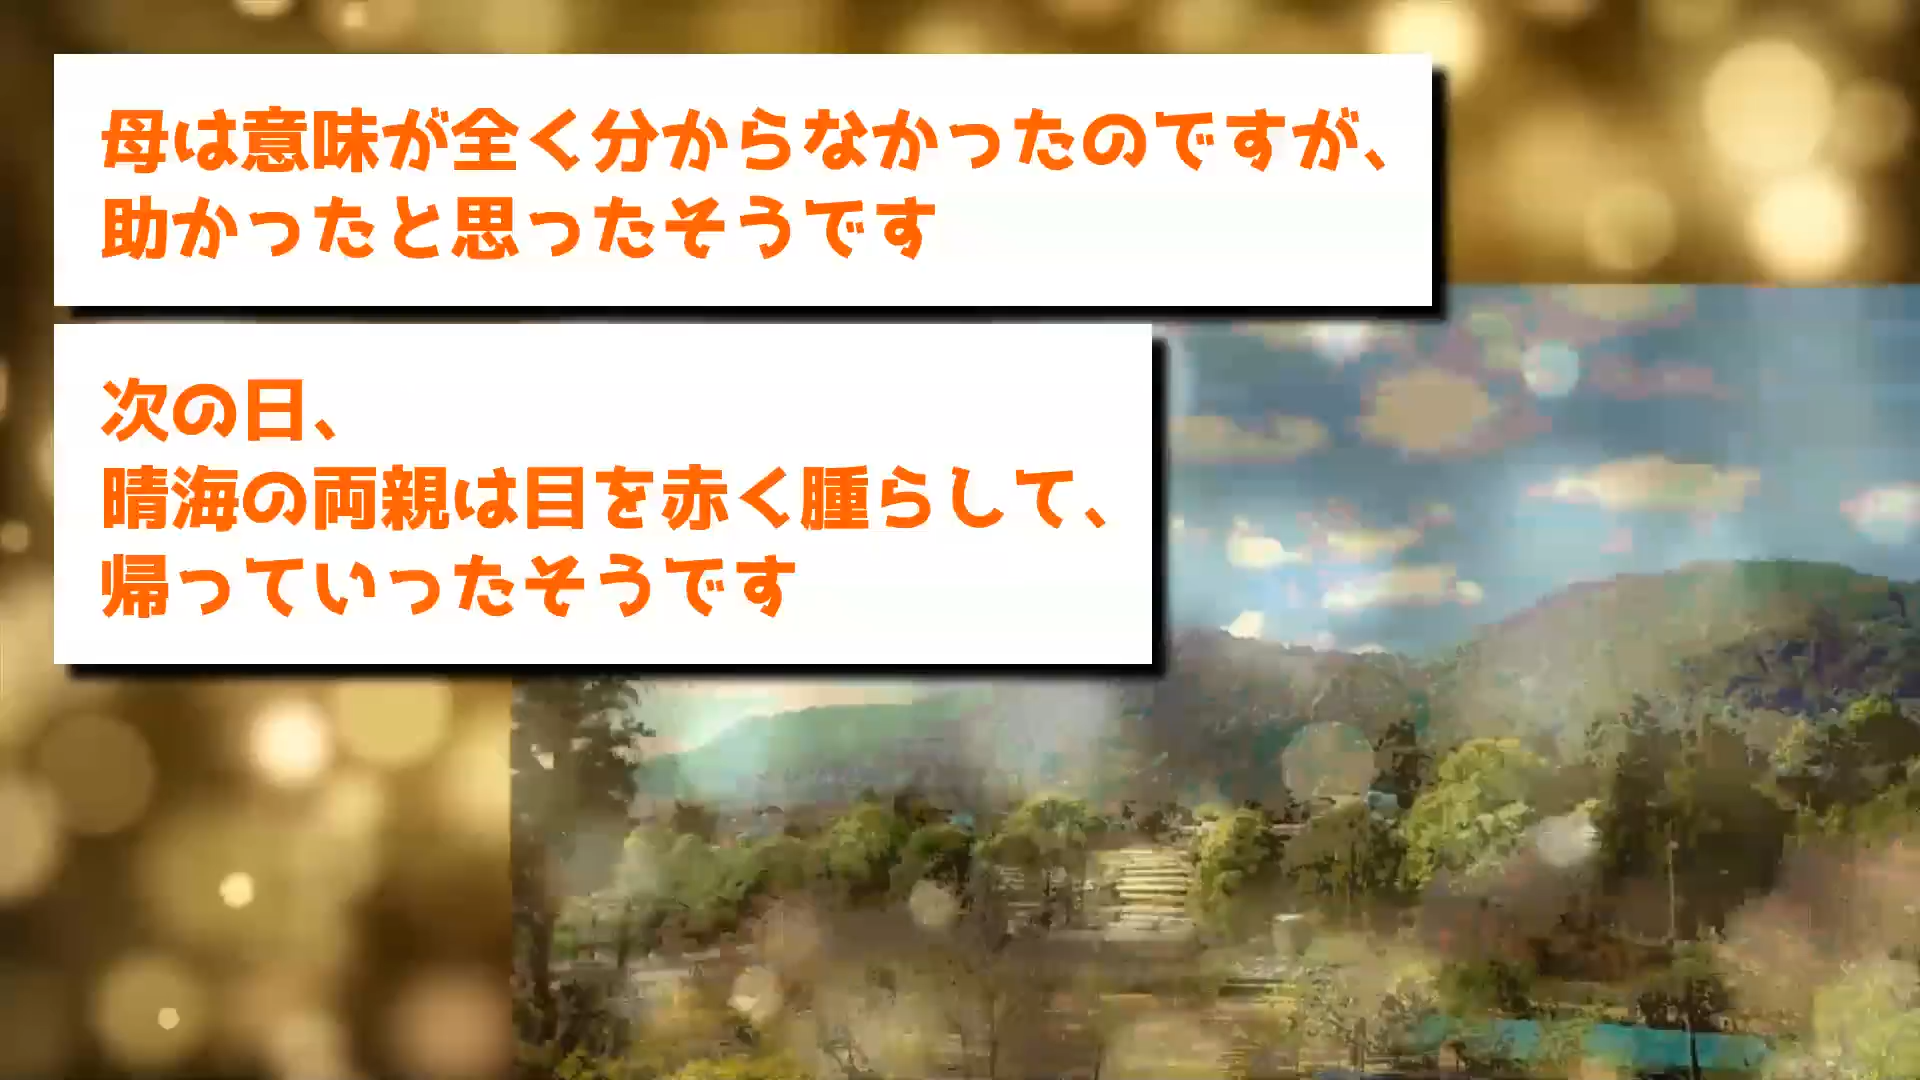 母は意味が全く分からなかったのですが、
助かったと思ったそうです
次の日、
晴海の両親は目を赤く腫らして、
帰っていったそうです